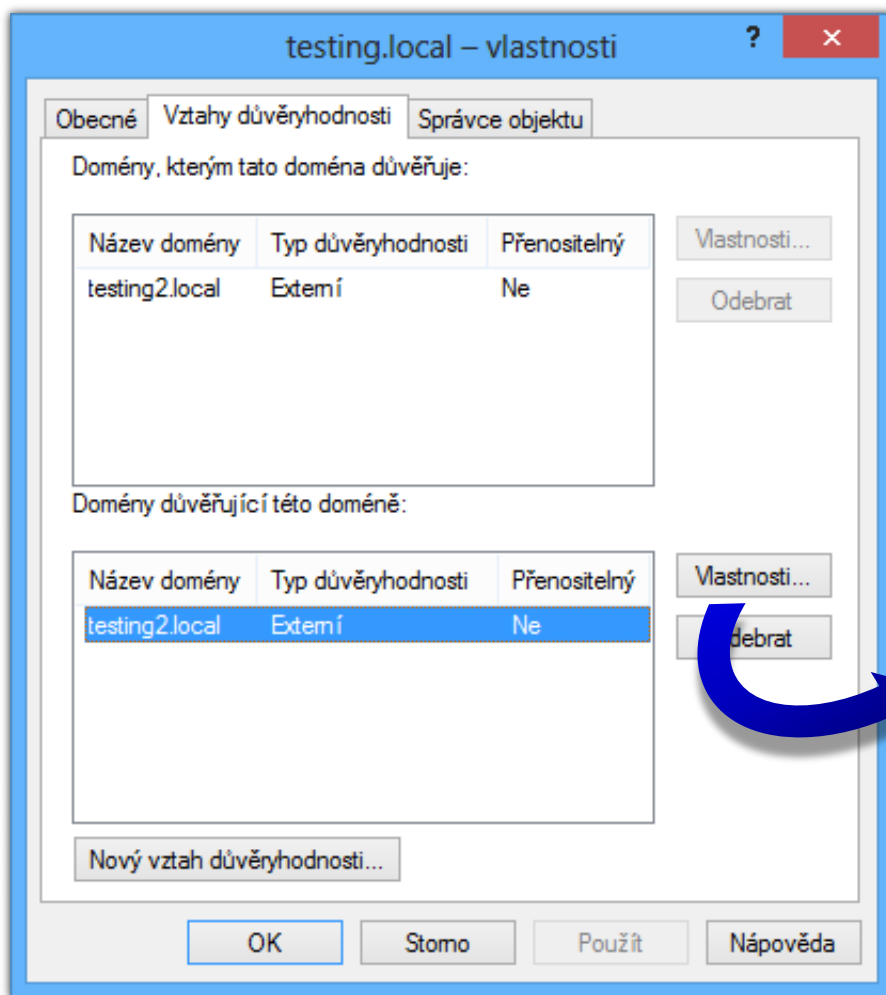 testing.local – vlastnosti ?
Obecné Vztahy důvěryhodnosti Správce objektu
Domény, kterým tato doména důvěřuje:
Název domény Typ důvěryhodnosti Přenositelný Vlastnosti...
testing2.local Externí Ne Odebrat
Domény důvěřující této doméně:
Název domény Typ důvěryhodnosti Přenositelný Vlastnosti...
testing2.local Externí Ne debrat
Nový vztah důvěryhodnosti...
OK Storno Použít Nápověda